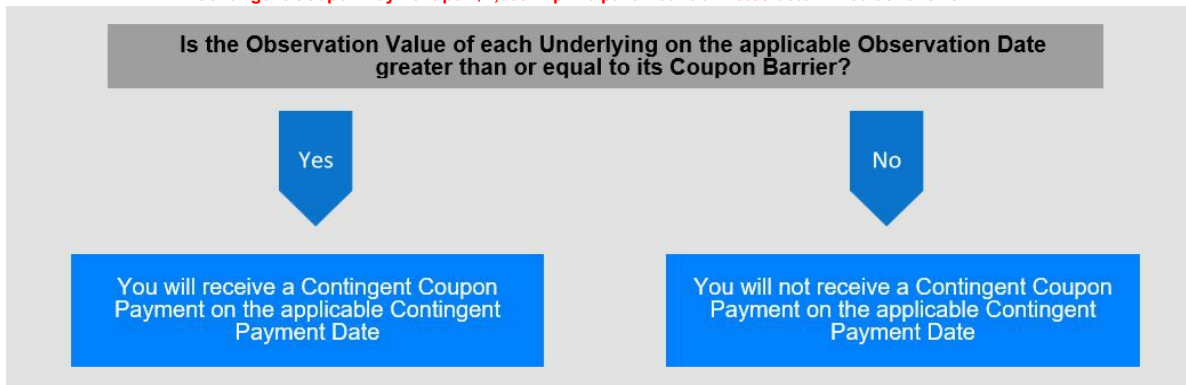 Is the Observation Value of each Underlying on the applicable Observation Date
greater than or equal to its Coupon Barrier?
Yes
No
You will receive a Contingent Coupon
Payment on the applicable Contingent
Payment Date
You will not receive a Contingent Coupon
Payment on the applicable Contingent
Payment Date